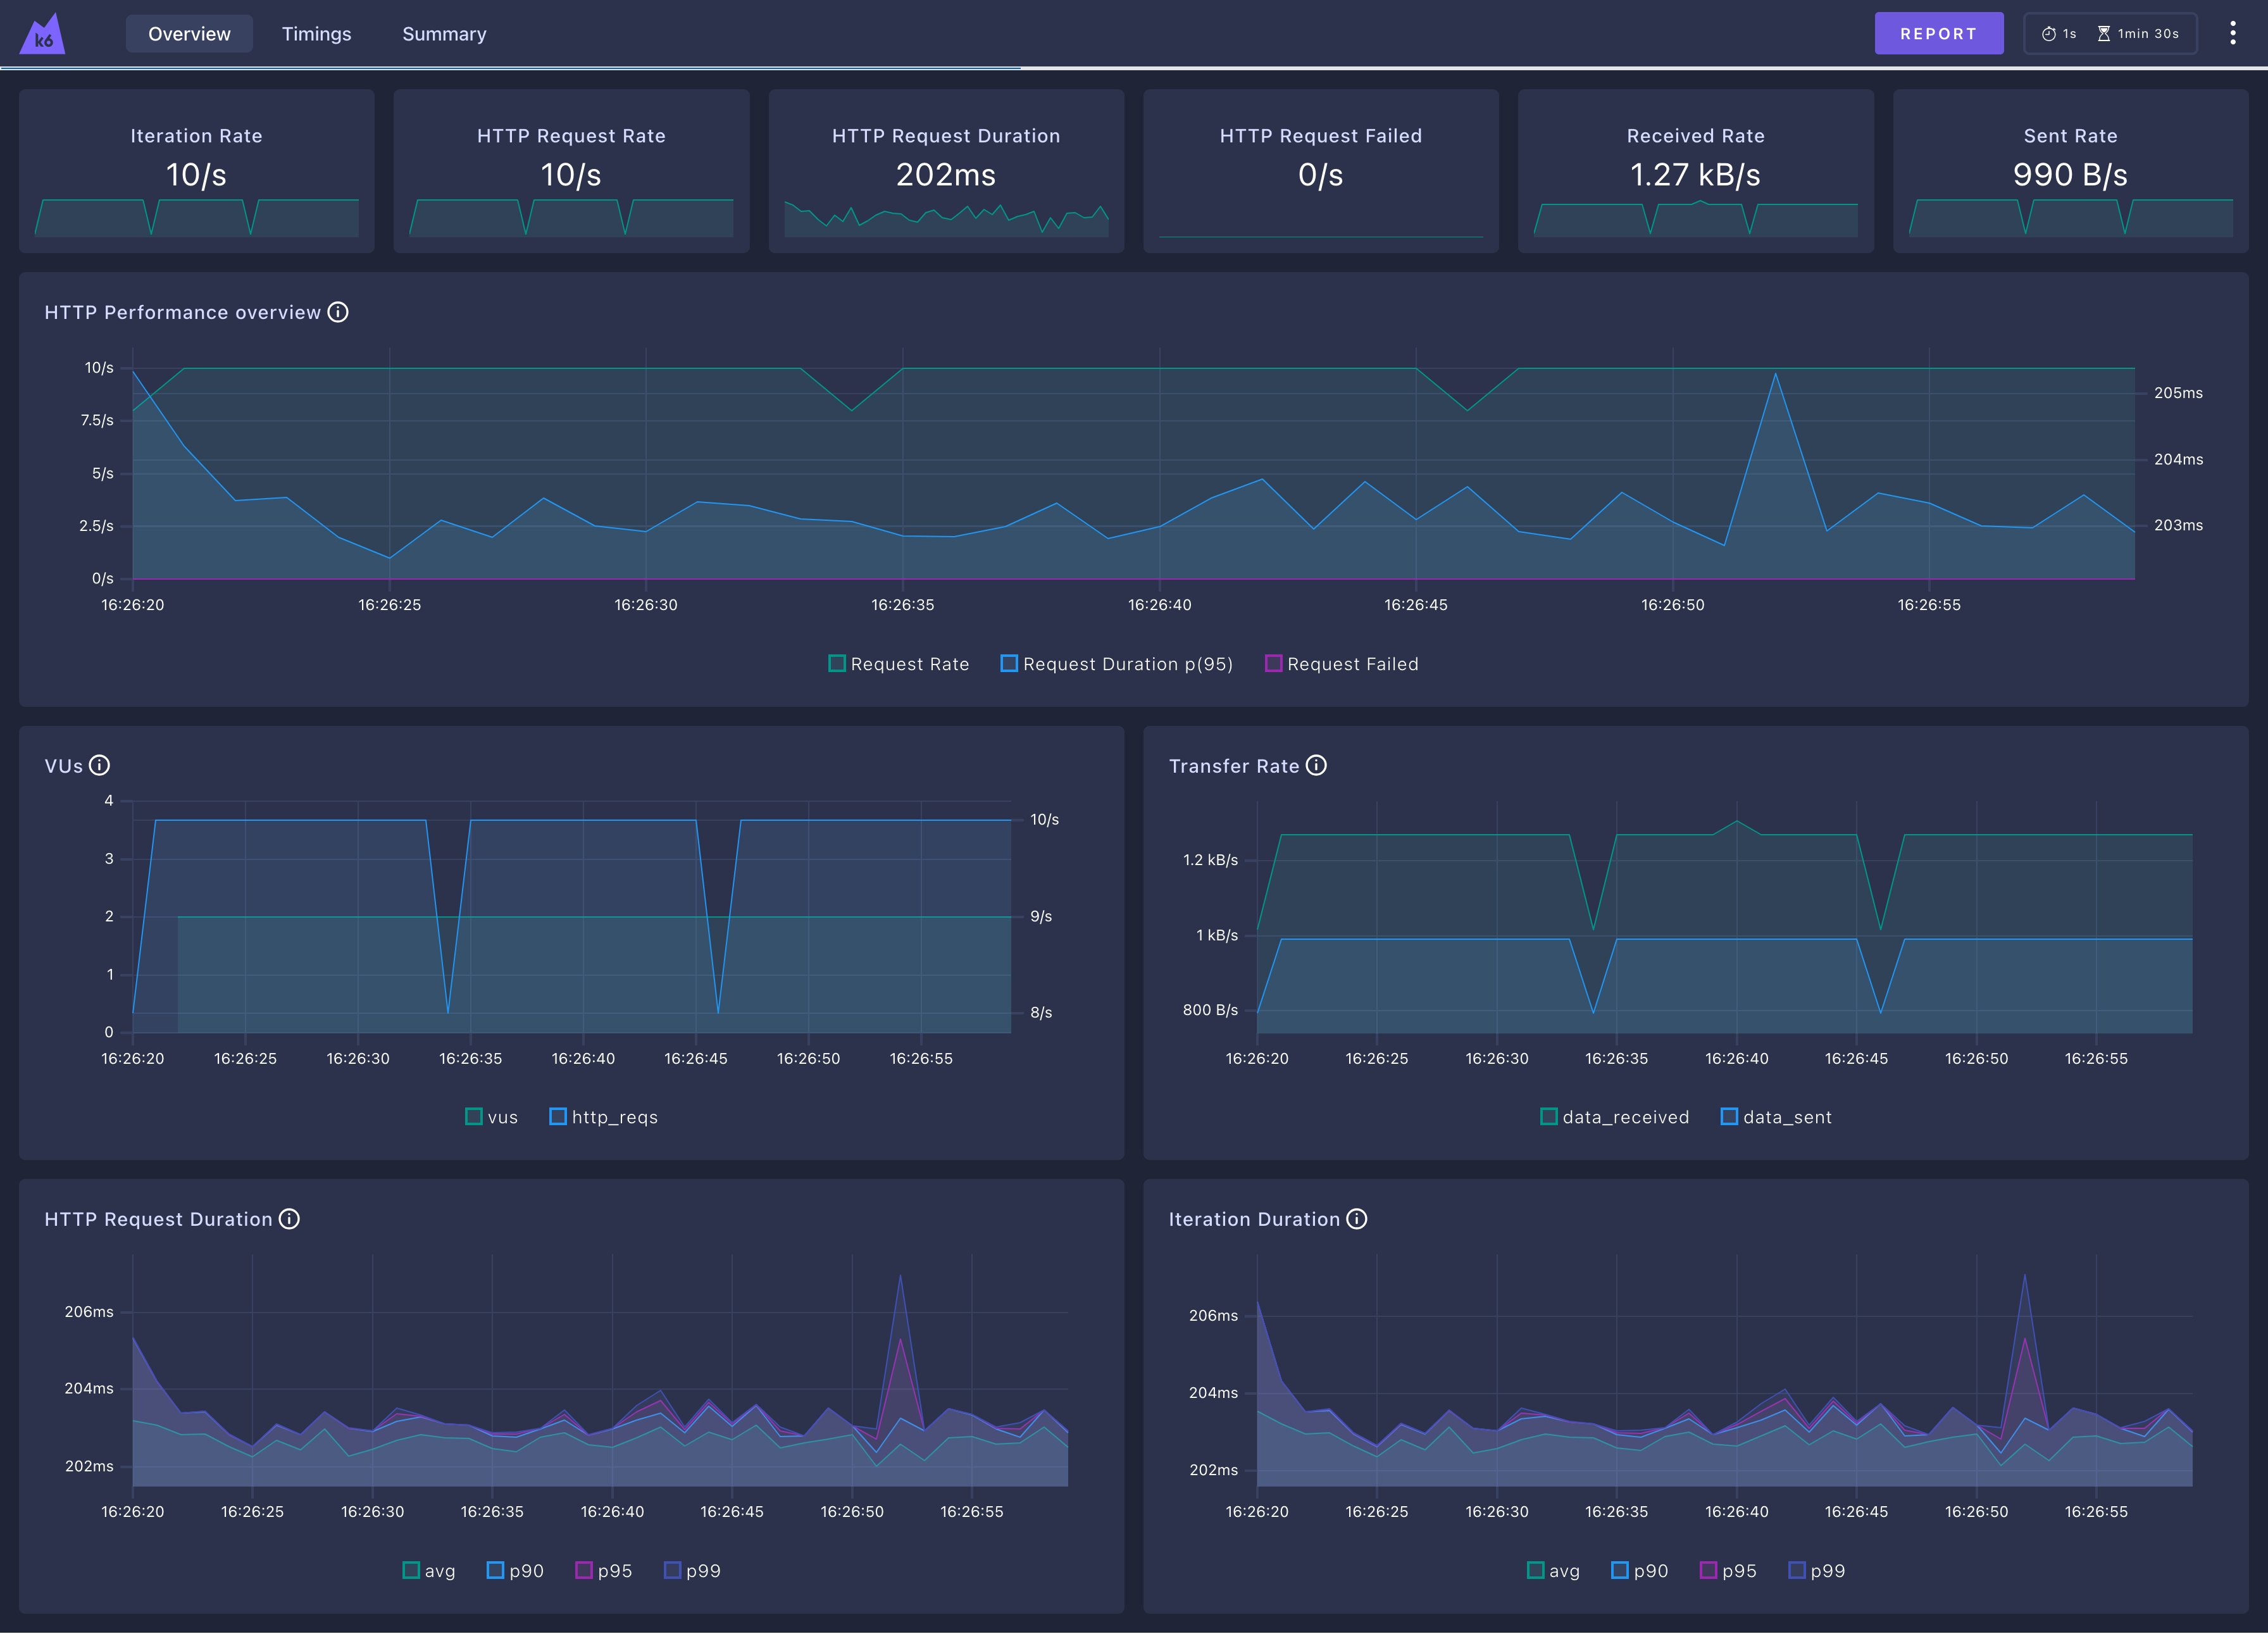 k6 Overview Timings Summary REPORT 1s 1min 30s
Iteration Rate
10/s
HTTP Request Rate
10/s
HTTP Request Duration
202ms
HTTP Request Failed
0/s
Received Rate
1.27 kB/s
Sent Rate
990 B/s
HTTP Performance overview
10/s
7.5/s
5/s
2.5/s
0/s
205ms
204ms
203ms
16:26:20 16:26:25 16:26:30 16:26:35 16:26:40 16:26:45 16:26:50 16:26:55
Request Rate Request Duration p(95) Request Failed
VUs
4
3
2
1
0
10/s
9/s
8/s
16:26:20 16:26:25 16:26:30 16:26:35 16:26:40 16:26:45 16:26:50 16:26:55
vus http_reqs
Transfer Rate
1.2 kB/s
1 kB/s
800 B/s
16:26:20 16:26:25 16:26:30 16:26:35 16:26:40 16:26:45 16:26:50 16:26:55
data_received data_sent
HTTP Request Duration
206ms
204ms
202ms
16:26:20 16:26:25 16:26:30 16:26:35 16:26:40 16:26:45 16:26:50 16:26:55
avg p90 p95 p99
Iteration Duration
206ms
204ms
202ms
16:26:20 16:26:25 16:26:30 16:26:35 16:26:40 16:26:45 16:26:50 16:26:55
avg p90 p95 p99